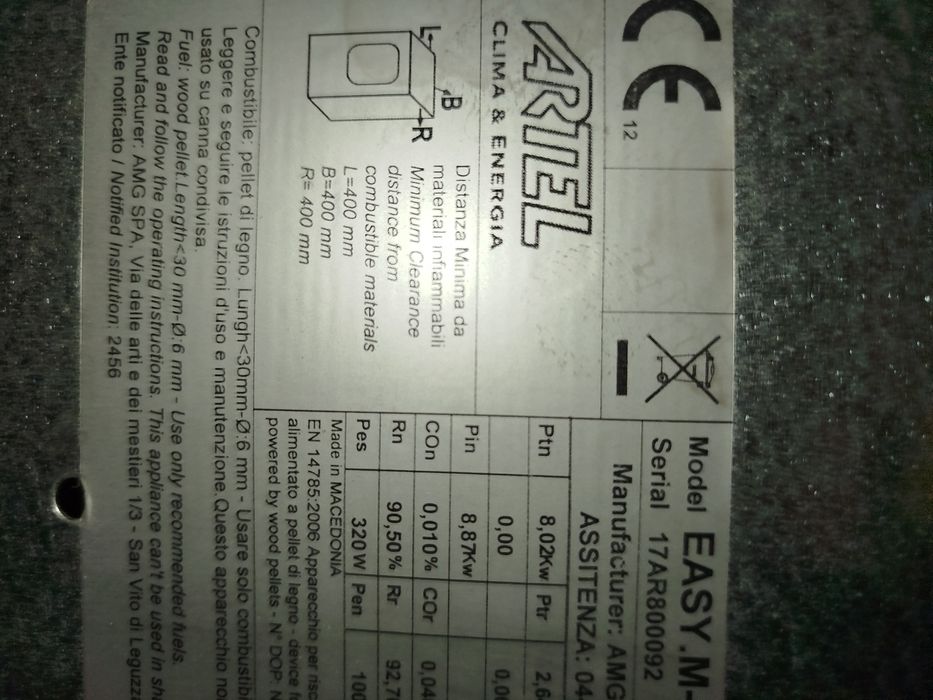 CE
12
Model EASY.M-
Serial 17AR800092
Manufacturer: AMG
ASSITENZA: 04
ARTEL
CLIMA & ENERGIA
Ptn 8,02Kw Ptr 2,6
0,00 0,0
Pin 8,87Kw
COn 0,010% COr 0,04
Rn 90,50% Rr 92,7
Pes 320W Pen 100
Made in MACEDONIA
EN 14785:2006 Apparecchio per risc
alimentato a pellet di legno - device f
powered by wood pellets - N° DOP: N
L
B
R
Distanza Minima da
materiali infiammabili
Minimum Clearance
distance from
combustible materials
L=400 mm
B=400 mm
R= 400 mm
Combustibile: pellet di legno, Lungh<30mm-Ø:6 mm - Usare solo combustibi
Leggere e seguire le istruzioni d'uso e manutenzione.Questo apparecchio no
usato su canna condivisa.
Fuel: wood pellet.Length<30 mm-Ø:6 mm - Use only recommended fuels.
Read and follow the operating instructions. This appliance can't be used in sh
Manufacturer: AMG SPA, Via delle arti e dei mestieri 1/3 - San Vito di Leguzz
Ente notificato / Notified Institution: 2456